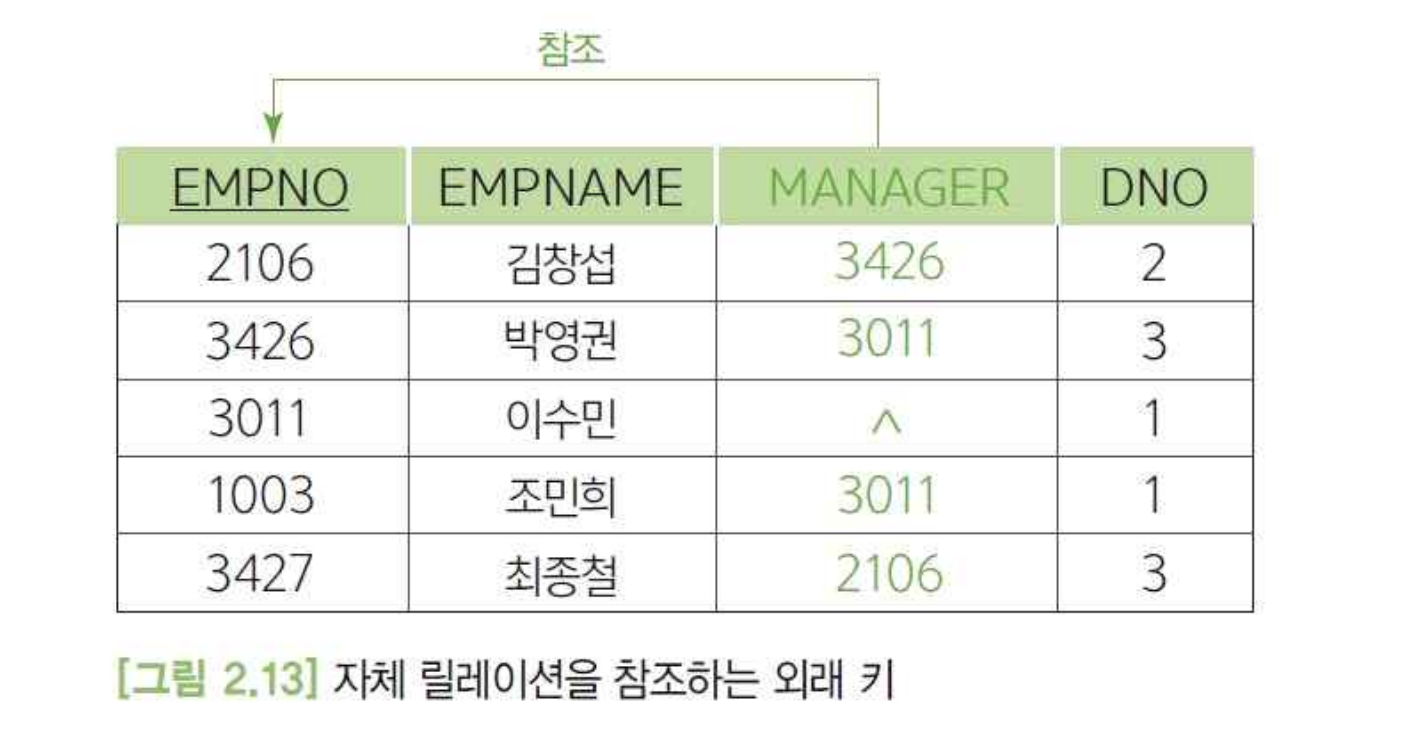 참조
EMPNO EMPNAME MANAGER DNO
2106 김창섭 3426 2
3426 박영권 3011 3
3011 이수민 ∧ 1
1003 조민희 3011 1
3427 최종철 2106 3
[그림 2.13] 자체 릴레이션을 참조하는 외래 키